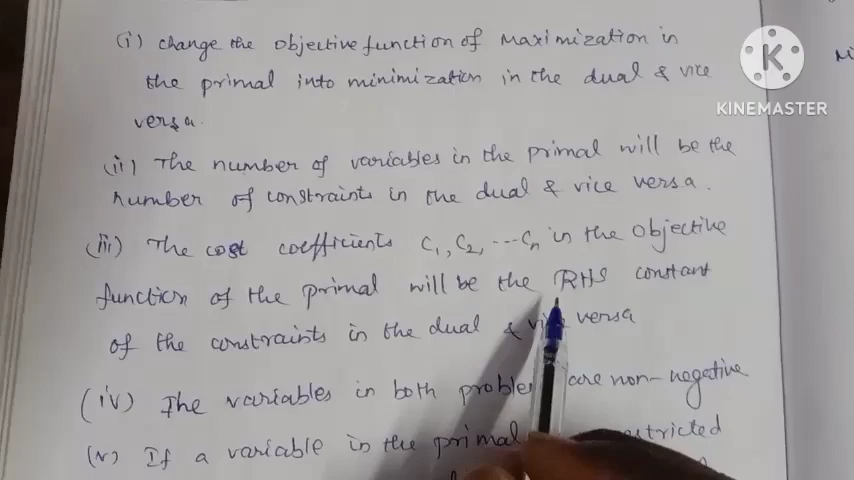 (i) change the objective function of Maximization in
the primal into minimization in the dual & vice
versa.
(ii) The number of variables in the primal will be the
number of constraints in the dual & vice versa.
(iii) The cost coefficients C1, C2, ... Cn in the objective
function of the primal will be the RHS constant
of the constraints in the dual & vice versa
(iv) The variables in both problem are non-negative
(v) If a variable in the primal
K
KINEMASTER